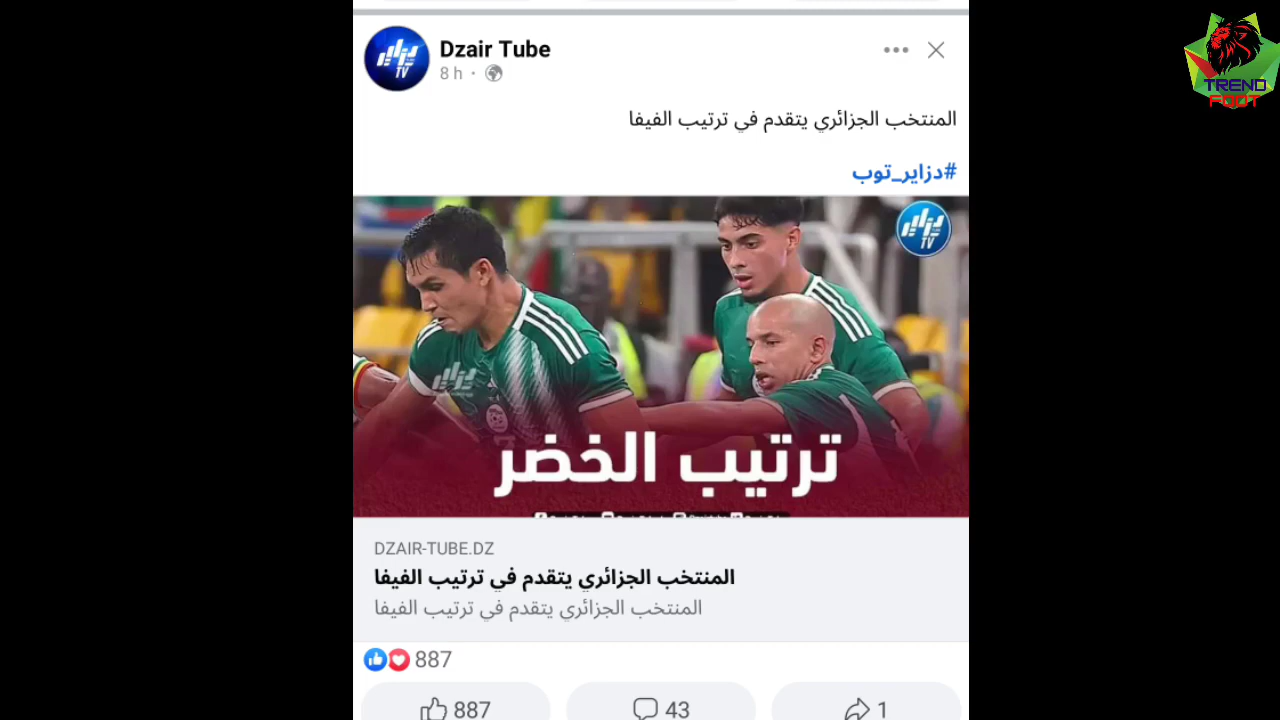 Dzair Tube
8 h ·
TREND
FOOT
المنتخب الجزائري يتقدم في ترتيب الفيفا
#دزاير_توب
TV
ترتيب الخضر
DZAIR-TUBE.DZ
المنتخب الجزائري يتقدم في ترتيب الفيفا
المنتخب الجزائري يتقدم في ترتيب الفيفا
887
887
43
1